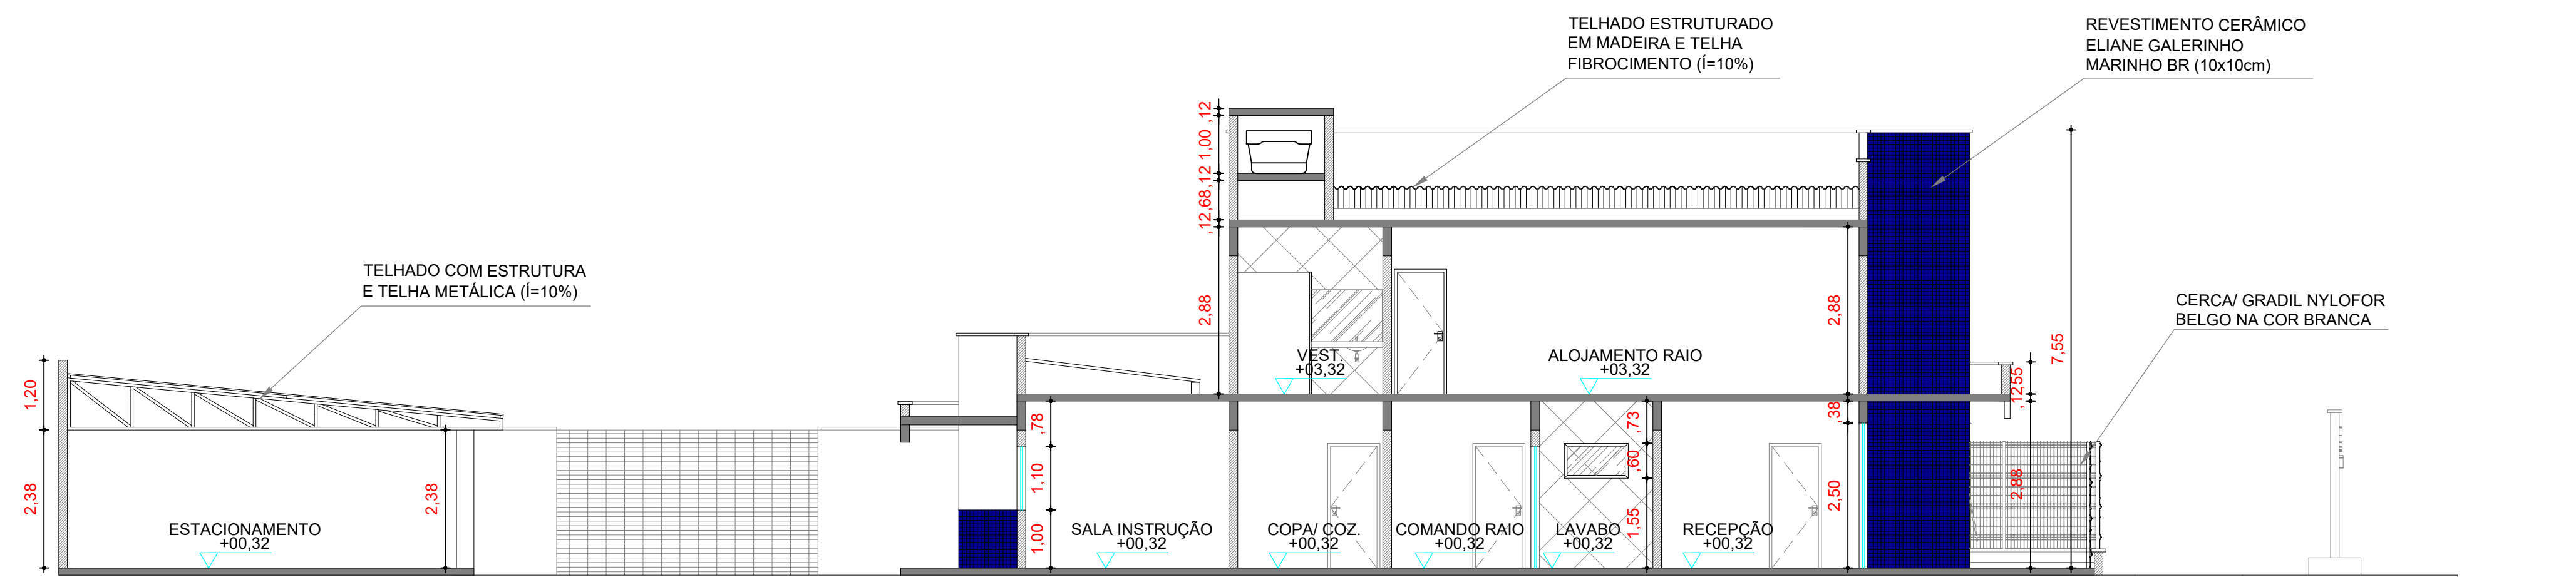 TELHADO ESTRUTURADO
EM MADEIRA E TELHA
FIBROCIMENTO (Í=10%)
REVESTIMENTO CERÂMICO
ELIANE GALERINHO
MARINHO BR (10x10cm)
,12
1,00
,12
,68
,12
2,88
TELHADO COM ESTRUTURA
E TELHA METÁLICA (Í=10%)
CERCA/ GRADIL NYLOFOR
BELGO NA COR BRANCA
2,88
7,55
VEST.
+03,32
ALOJAMENTO RAIO
+03,32
1,20
2,38
2,38
,55
,12
2,88
,78
1,10
1,00
,73
,60
1,55
,38
2,50
ESTACIONAMENTO
+00,32
SALA INSTRUÇÃO
+00,32
COPA/ COZ.
+00,32
COMANDO RAIO
+00,32
LAVABO
+00,32
RECEPÇÃO
+00,32